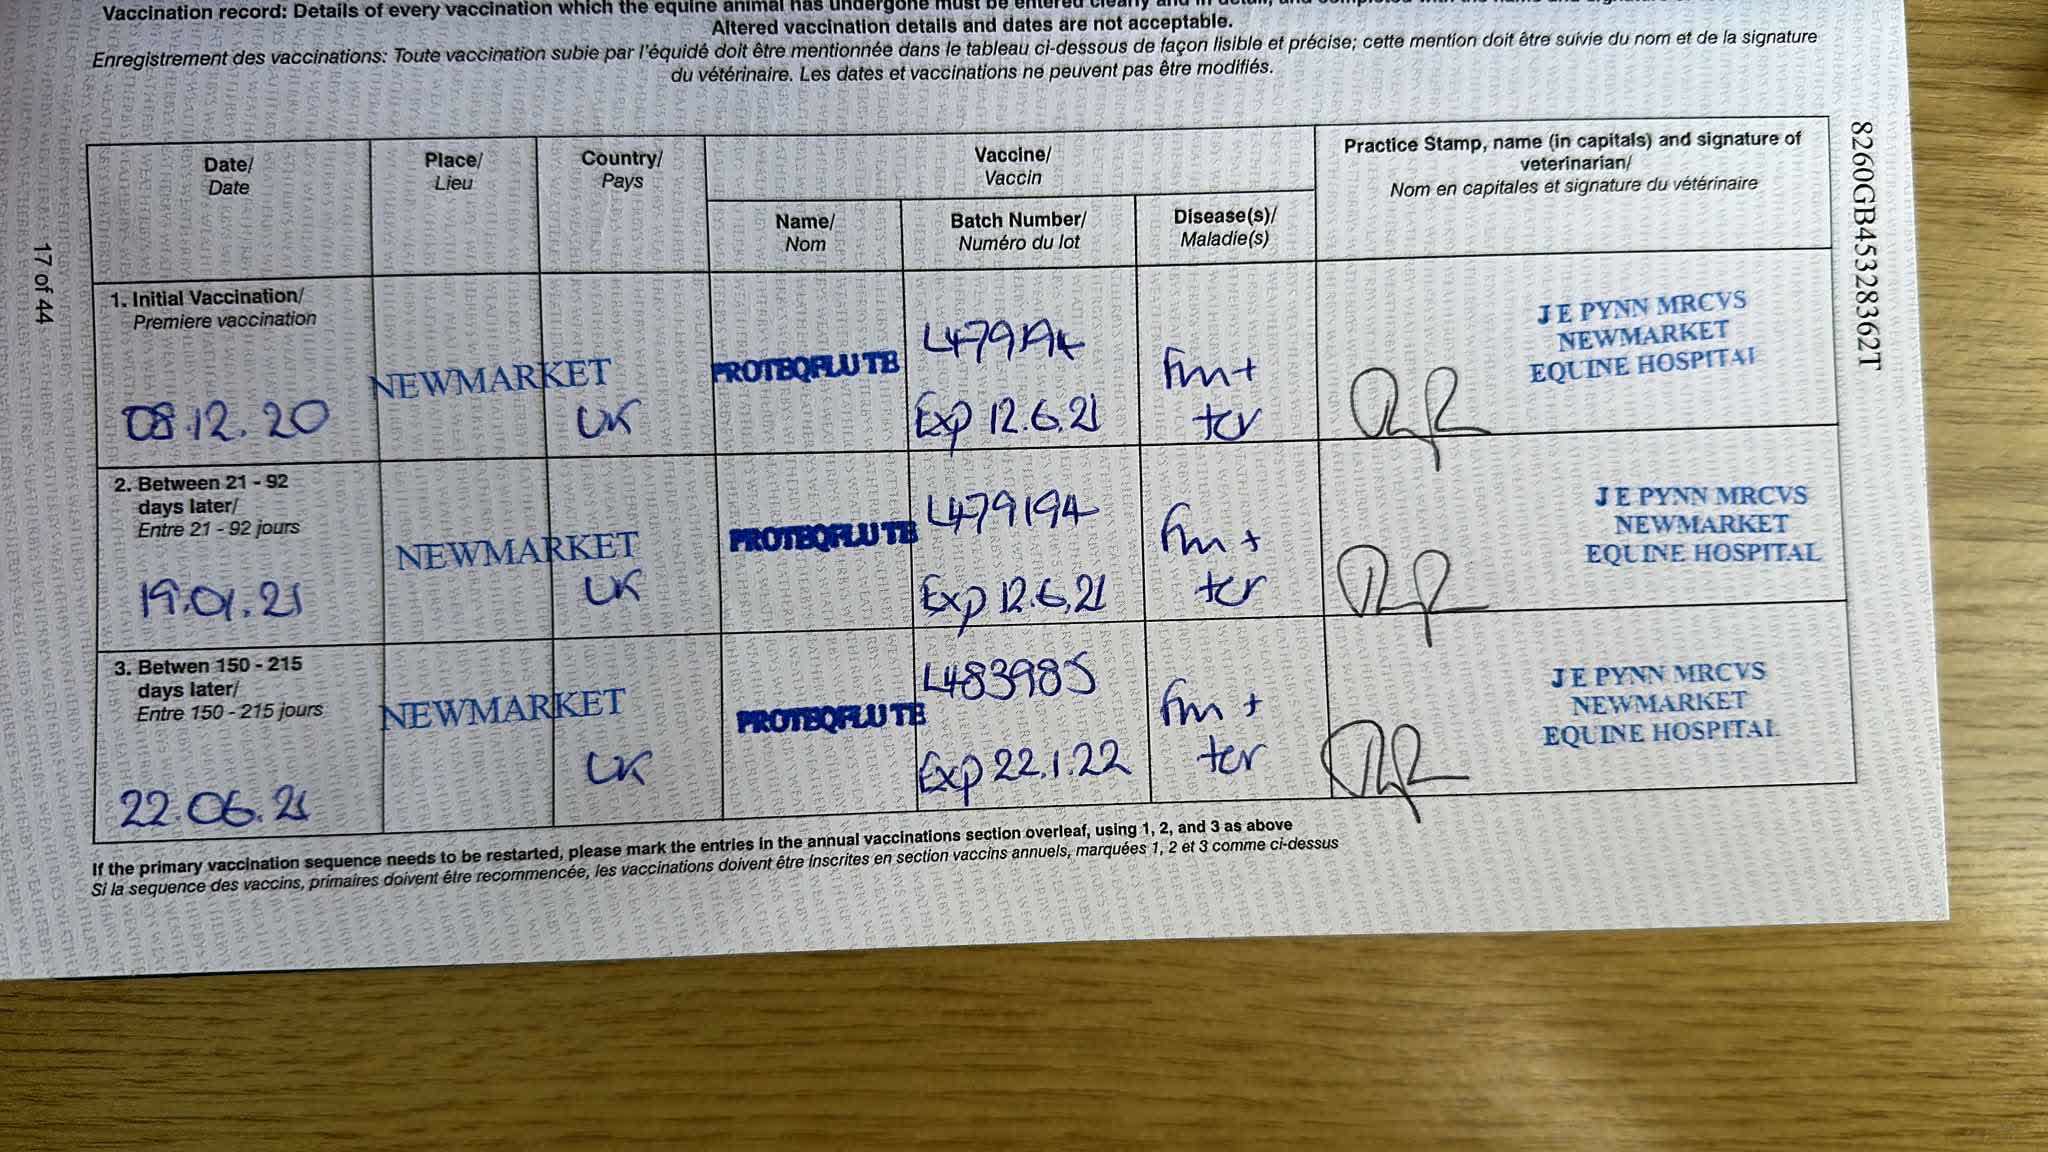 Vaccination record: Details of every vaccination which the equine animal has undergone must be entered clearly and in detail, and completed with the name and
Altered vaccination details and dates are not acceptable.
Enregistrement des vaccinations: Toute vaccination subie par l'équidé doit être mentionnée dans le tableau ci-dessous de façon lisible et précise; cette mention doit être suivie du nom et de la signature
du vétérinaire. Les dates et vaccinations ne peuvent pas être modifiés.
Date/
Date
Place/
Lieu
Country/
Pays
Vaccine/
Vaccin
Name/
Nom
Batch Number/
Numéro du lot
Disease(s)/
Maladie(s)
Practice Stamp, name (in capitals) and signature of
veterinarian/
Nom en capitales et signature du vétérinaire
1. Initial Vaccination/
Premiere vaccination
08.12.20
NEWMARKET
UK
PROTEQFLU TE
L479194
Exp 12.6.21
ter
J E PYNN MRCVS
NEWMARKET
EQUINE HOSPITAL
2. Between 21 - 92
days later/
Entre 21 - 92 jours
19.01.21
NEWMARKET
UK
PROTEQFLU TE
L479194
Exp 12.6.21
ter
J E PYNN MRCVS
NEWMARKET
EQUINE HOSPITAL
3. Betwen 150 - 215
days later/
Entre 150 - 215 jours
22.06.21
NEWMARKET
UK
PROTEQFLU TE
L483985
Exp 22.1.22
ter
J E PYNN MRCVS
NEWMARKET
EQUINE HOSPITAL
If the primary vaccination sequence needs to be restarted, please mark the entries in the annual vaccinations section overleaf, using 1, 2, and 3 as above
Si la sequence des vaccins, primaires doivent être recommencée, les vaccinations doivent être Inscrites en section vaccins annuels, marquées 1, 2 et 3 comme ci-dessus
17 of 44
8260GB45328362T